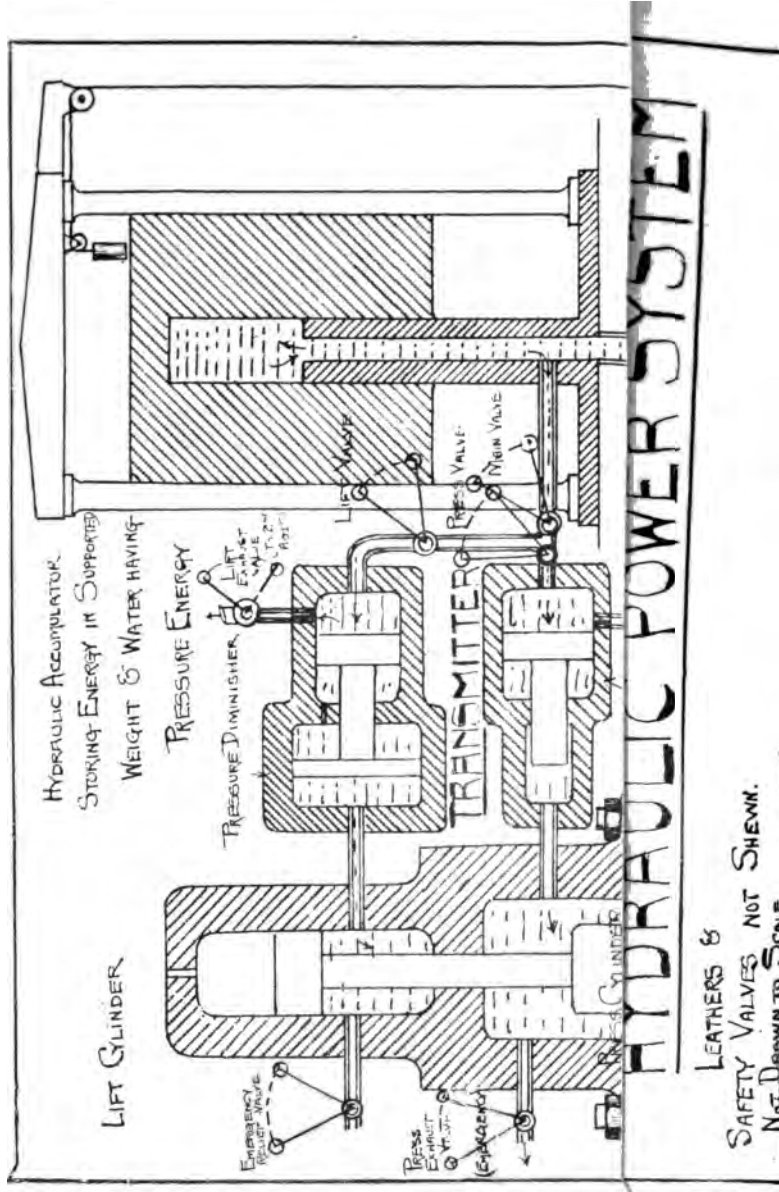 HYDRAULIC ACCUMULATOR
STORING ENERGY IN SUPPORTED
WEIGHT & WATER HAVING
PRESSURE ENERGY
LIFT
EXHAUST
VALVE
LIFT VALVE
PRESSURE DIMINISHER
PRESS VALVE
MAIN VALVE
TRANSMITTER
LIFT CYLINDER
EMERGENCY
RELIEF VALVE
PRESS
EXHAUST
VALVE
(EMERGENCY)
PRESS CYLINDER
HYDRAULIC POWER SYSTEM
LEATHERS &
SAFETY VALVES NOT SHEWN.
NOT DRAWN TO SCALE